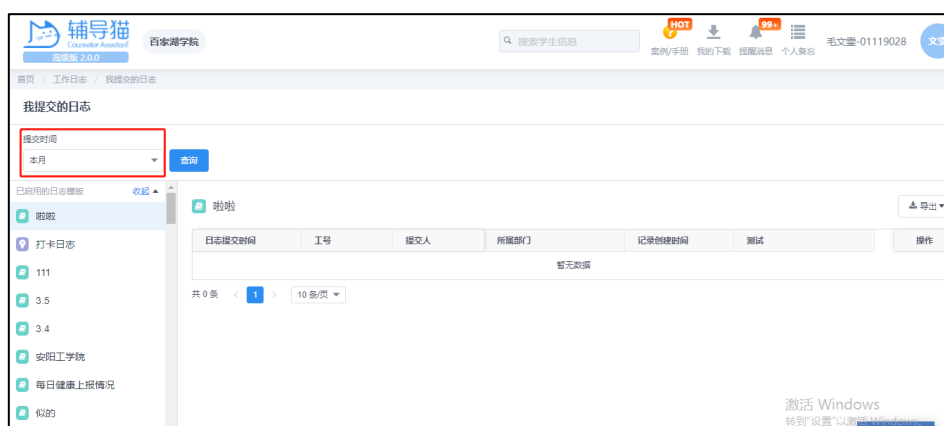 辅导猫
Counselor Assistant
高级版 2.0.0
百家湖学院
搜索学生信息
HOT
99+
案例/手册 我的下载 提醒消息 个人备忘
毛文雯-01119028
首页 / 工作日志 / 我提交的日志
我提交的日志
提交时间
本月
查询
已启用的日志模板 收起
啦啦
打卡日志
111
3.5
3.4
安阳工学院
每日健康上报情况
似的
啦啦
导出
日志提交时间 工号 提交人 所属部门 记录创建时间 测试 操作
暂无数据
共 0 条 < 1 > 10 条/页
激活 Windows
转到"设置"以激活 Windows。